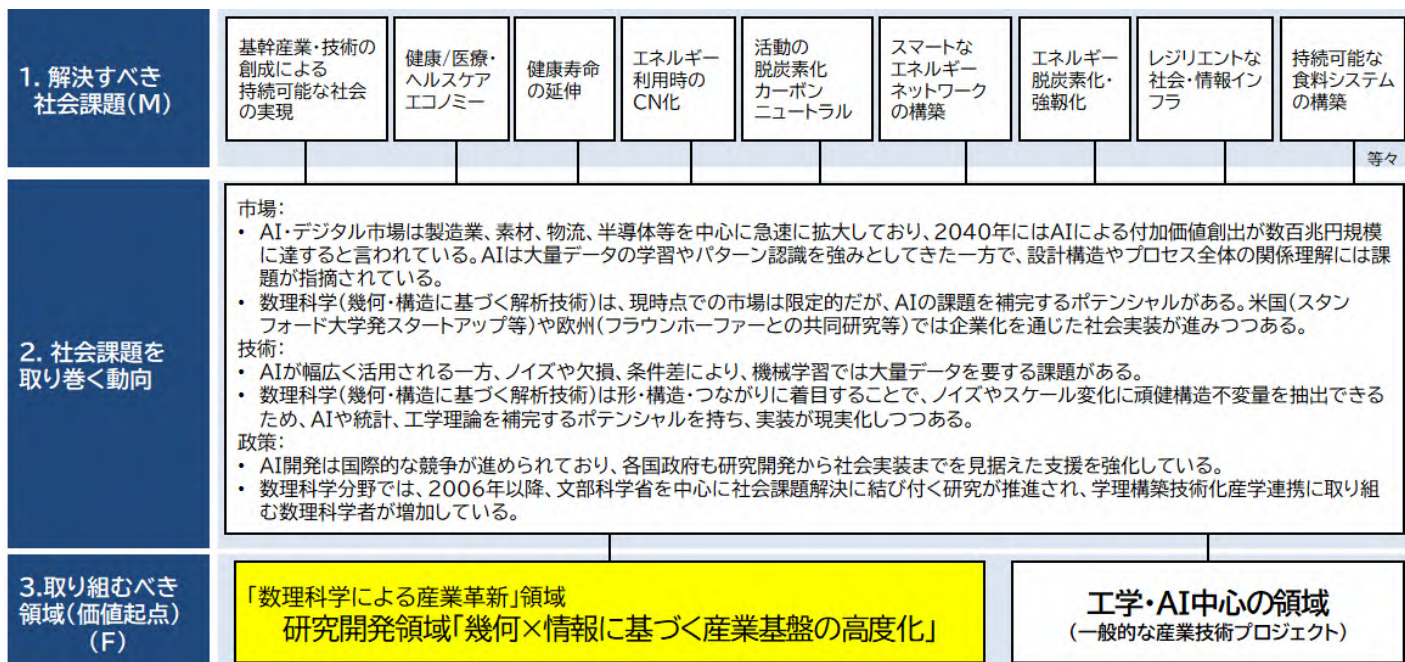 1. 解決すべき
社会課題(M)
基幹産業・技術の
創成による
持続可能な社会
の実現
健康/医療・
ヘルスケア
エコノミー
健康寿命
の延伸
エネルギー
利用時の
CN化
活動の
脱炭素化
カーボン
ニュートラル
スマートな
エネルギー
ネットワーク
の構築
エネルギー
脱炭素化・
強靱化
レジリエントな
社会・情報イン
フラ
持続可能な
食料システム
の構築
等々
2. 社会課題を
取り巻く動向
市場:
• AI・デジタル市場は製造業、素材、物流、半導体等を中心に急速に拡大しており、2040年にはAIによる付加価値創出が数百兆円規模
に達すると言われている。AIは大量データの学習やパターン認識を強みとしてきた一方で、設計構造やプロセス全体の関係理解には課
題が指摘されている。
• 数理科学(幾何・構造に基づく解析技術)は、現時点での市場は限定的だが、AIの課題を補完するポテンシャルがある。米国(スタン
フォード大学発スタートアップ等)や欧州(フラウンホーファーとの共同研究等)では企業化を通じた社会実装が進みつつある。
技術:
• AIが幅広く活用される一方、ノイズや欠損、条件差により、機械学習では大量データを要する課題がある。
• 数理科学(幾何・構造に基づく解析技術)は形・構造・つながりに着目することで、ノイズやスケール変化に頑健構造不変量を抽出できる
ため、AIや統計、工学理論を補完するポテンシャルを持ち、実装が現実化しつつある。
政策:
• AI開発は国際的な競争が進められており、各国政府も研究開発から社会実装までを見据えた支援を強化している。
• 数理科学分野では、2006年以降、文部科学省を中心に社会課題解決に結び付く研究が推進され、学理構築技術化産学連携に取り組
む数理科学者が増加している。
3.取り組むべき
領域(価値起点)
(F)
「数理科学による産業革新」領域
研究開発領域「幾何×情報に基づく産業基盤の高度化」
工学・AI中心の領域
(一般的な産業技術プロジェクト)